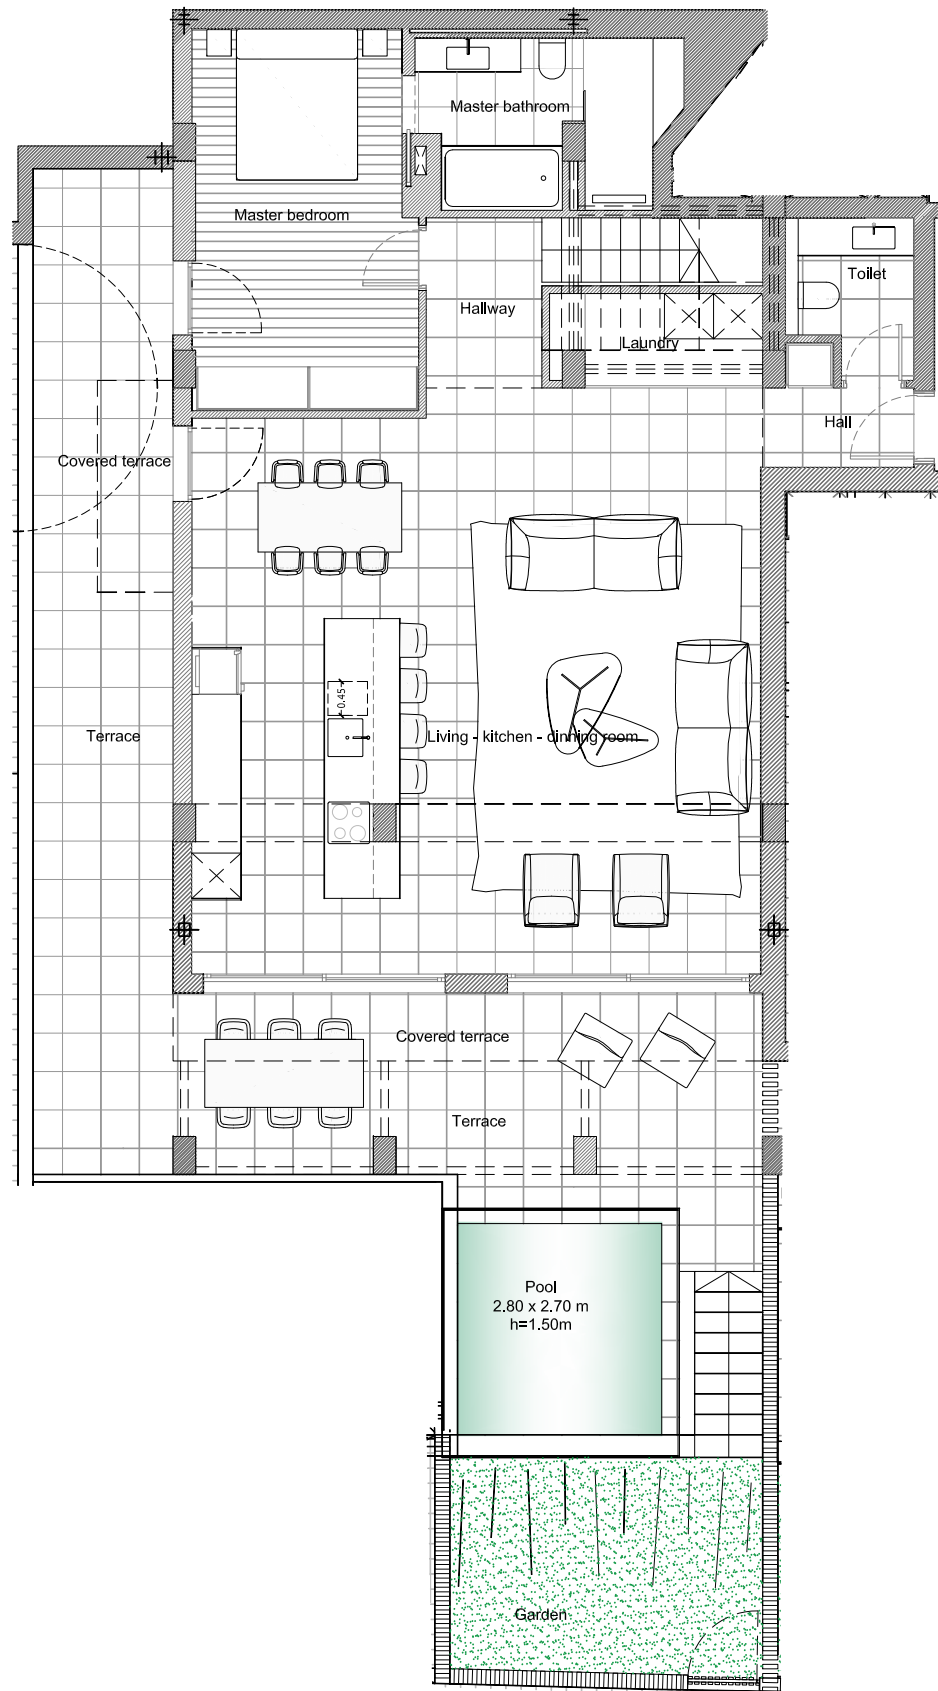 Master bathroom
Master bedroom
Toilet
Hallway
Laundry
Hall
Covered terrace
0.45
Terrace
Living - kitchen - dinning room
Covered terrace
Terrace
Pool
2.80 x 2.70 m
h=1.50m
Garden